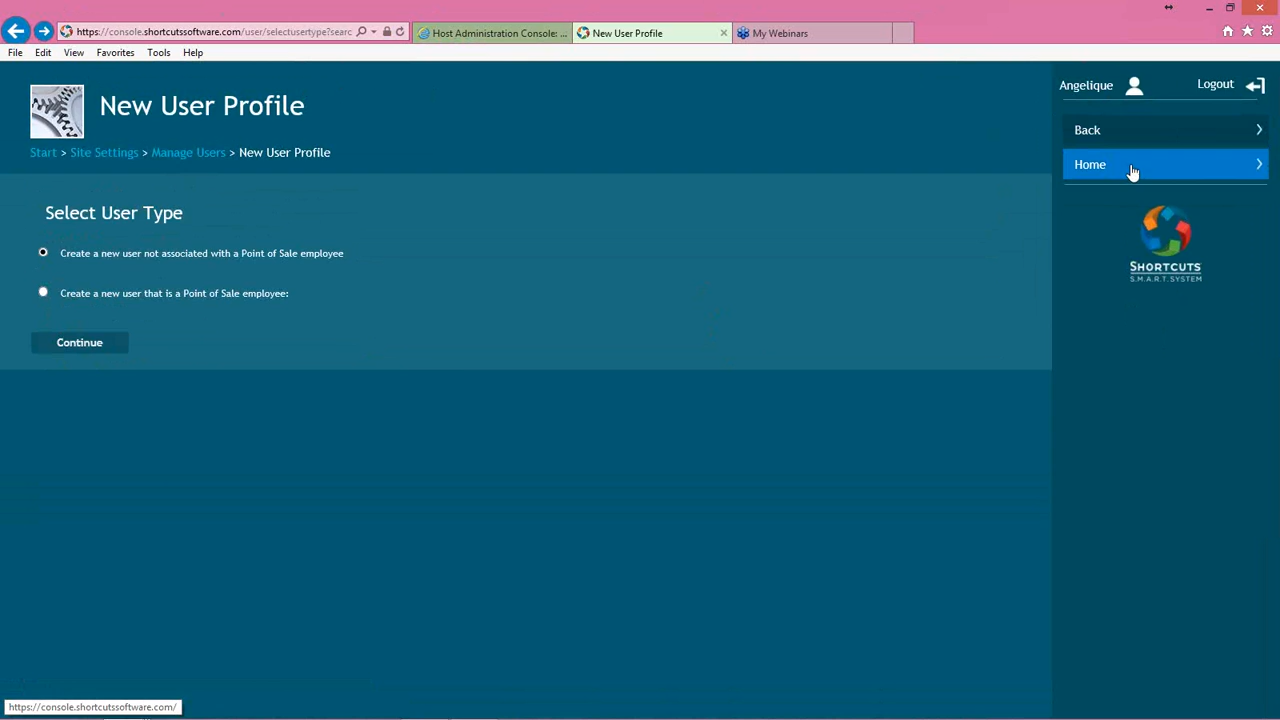 https://console.shortcutssoftware.com/user/selectusertype?searc
Host Administration Console: ...
New User Profile
My Webinars
File Edit View Favorites Tools Help
New User Profile
Start > Site Settings > Manage Users > New User Profile
Angelique
Logout
Back
Home
SHORTCUTS
S.M.A.R.T. SYSTEM
Select User Type
Create a new user not associated with a Point of Sale employee
Create a new user that is a Point of Sale employee:
Continue
https://console.shortcutssoftware.com/